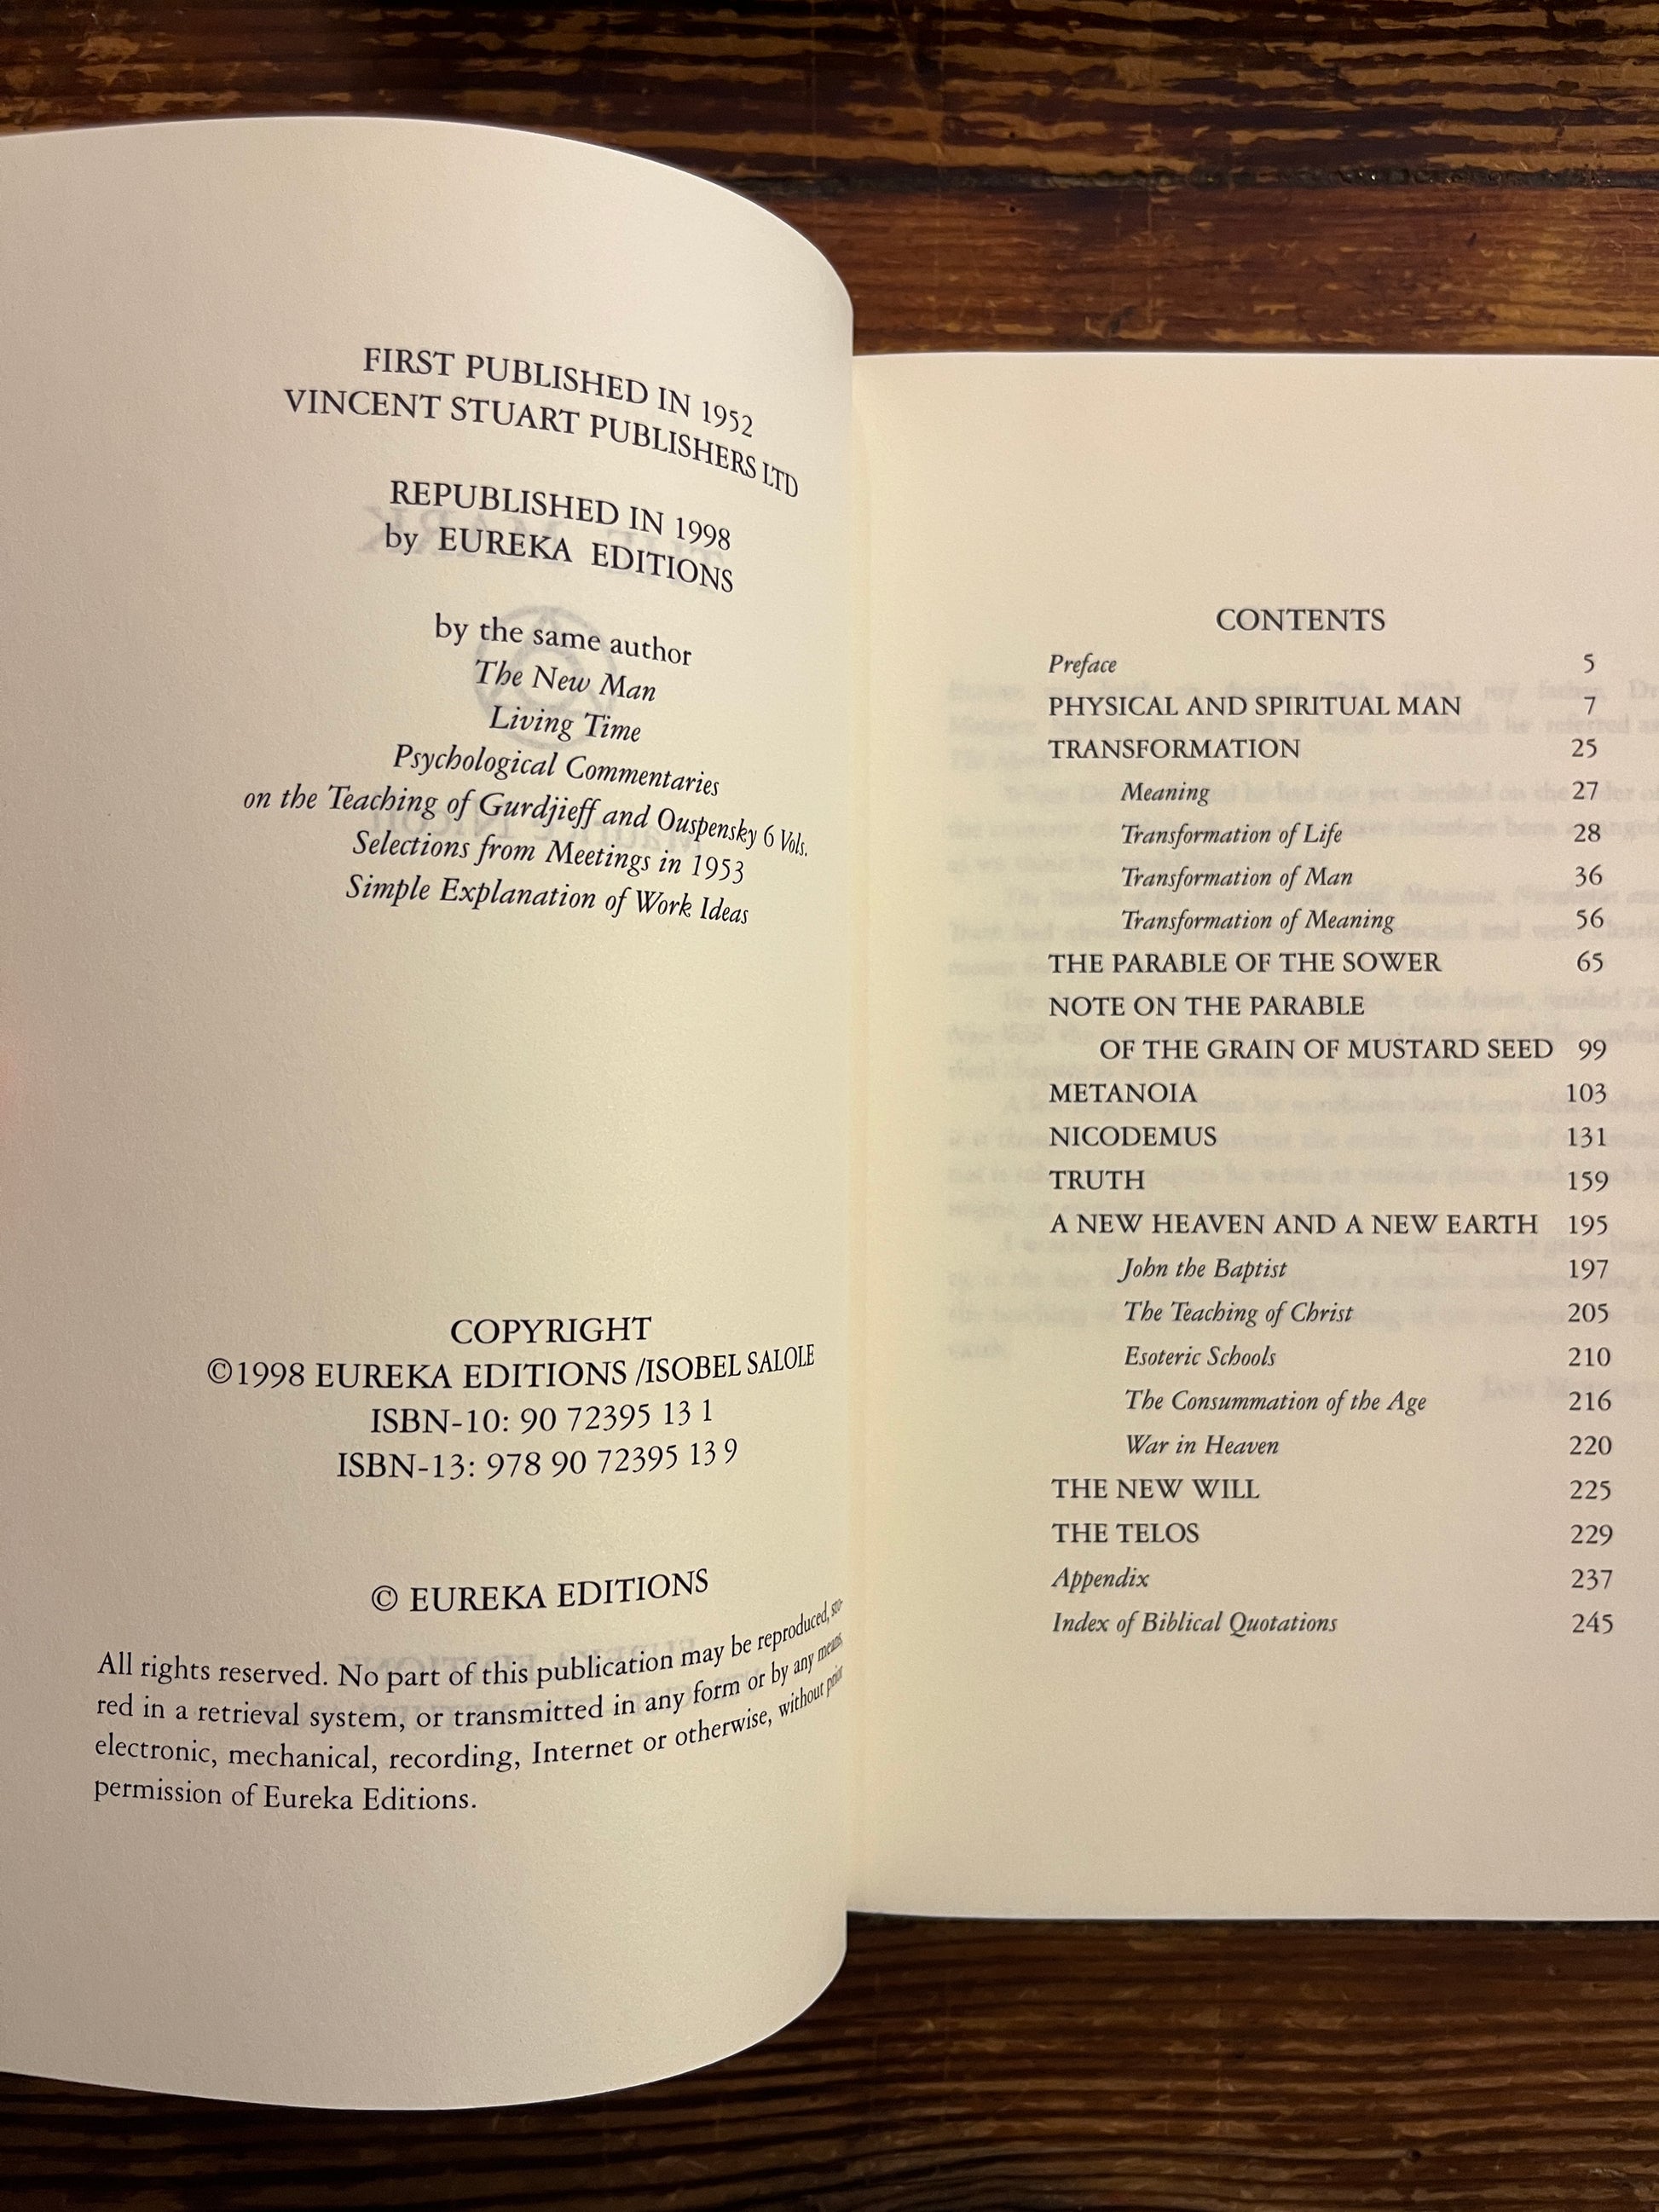 FIRST PUBLISHED IN 1952
VINCENT STUART PUBLISHERS LTD
REPUBLISHED IN 1998
by EUREKA EDITIONS
by the same author
The New Man
Living Time
Psychological Commentaries
on the Teaching of Gurdjieff and Ouspensky 6 Vols.
Selections from Meetings in 1953
Simple Explanation of Work Ideas
COPYRIGHT
©1998 EUREKA EDITIONS /ISOBEL SALOLE
ISBN-10: 90 72395 13 1
ISBN-13: 978 90 72395 13 9
© EUREKA EDITIONS
All rights reserved. No part of this publication may be reproduced, sto-
red in a retrieval system, or transmitted in any form or by any means
electronic, mechanical, recording, Internet or otherwise, without prior
permission of Eureka Editions.
CONTENTS
Preface 5
PHYSICAL AND SPIRITUAL MAN 7
TRANSFORMATION 25
Meaning 27
Transformation of Life 28
Transformation of Man 36
Transformation of Meaning 56
THE PARABLE OF THE SOWER 65
NOTE ON THE PARABLE
OF THE GRAIN OF MUSTARD SEED 99
METANOIA 103
NICODEMUS 131
TRUTH 159
A NEW HEAVEN AND A NEW EARTH 195
John the Baptist 197
The Teaching of Christ 205
Esoteric Schools 210
The Consummation of the Age 216
War in Heaven 220
THE NEW WILL 225
THE TELOS 229
Appendix 237
Index of Biblical Quotations 245